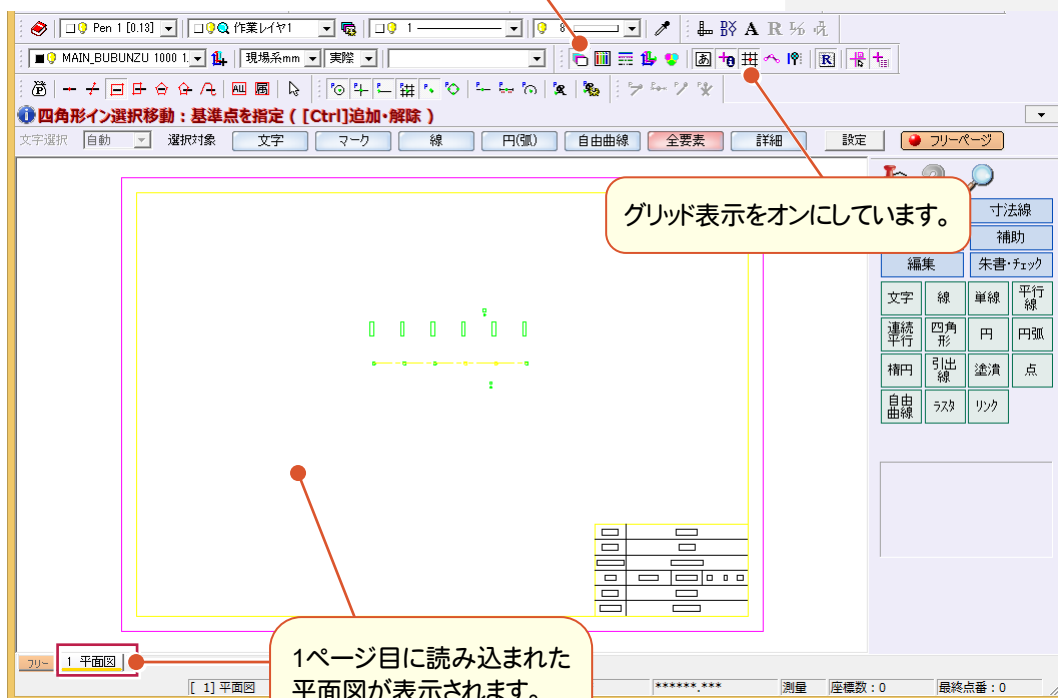 Pen 1 [0.13]
作業レイヤ1
1
8
MAIN_BUBUNZU 1000 1.
現場系mm
実際
四角形イン選択移動：基準点を指定 ( [Ctrl]追加・解除 )
文字選択
自動
選択対象
文字
マーク
線
円(弧)
自由曲線
全要素
詳細
設定
フリーページ
グリッド表示をオンにしています。
寸法線
補助
編集
朱書・チェック
文字
線
単線
平行線
連続平行
四角形
円
円弧
楕円
引出線
塗潰
点
自由曲線
ラスタ
リンク
1ページ目に読み込まれた
平面図が表示されます。
フリー
1 平面図
[ 1] 平面図
******.***
測量
座標数：0
最終点番：0